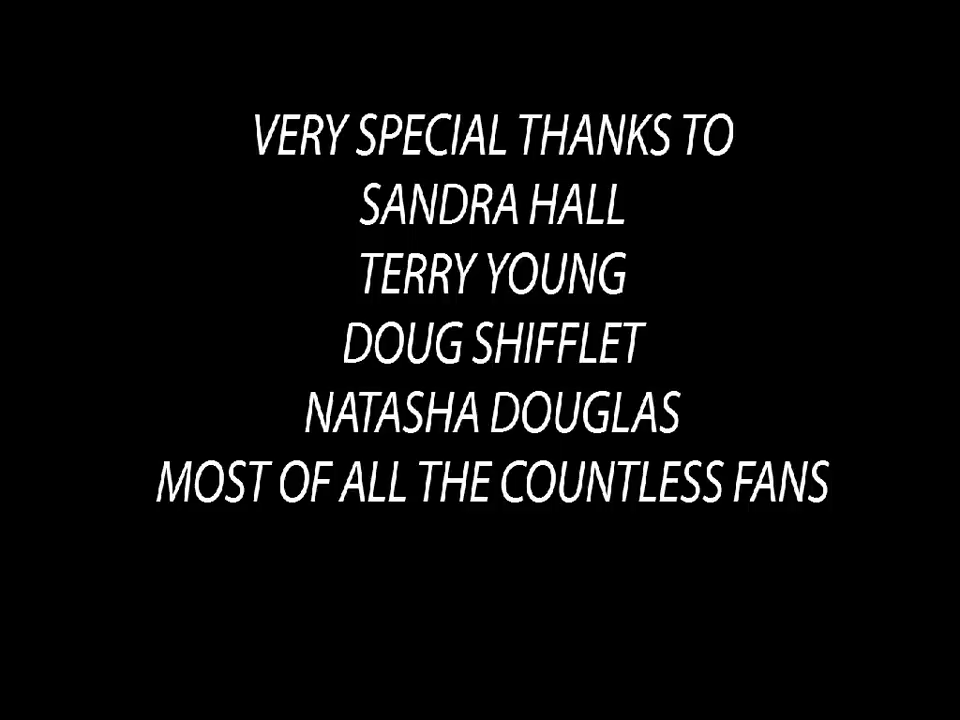 VERY SPECIAL THANKS TO
SANDRA HALL
TERRY YOUNG
DOUG SHIFFLET
NATASHA DOUGLAS
MOST OF ALL THE COUNTLESS FANS